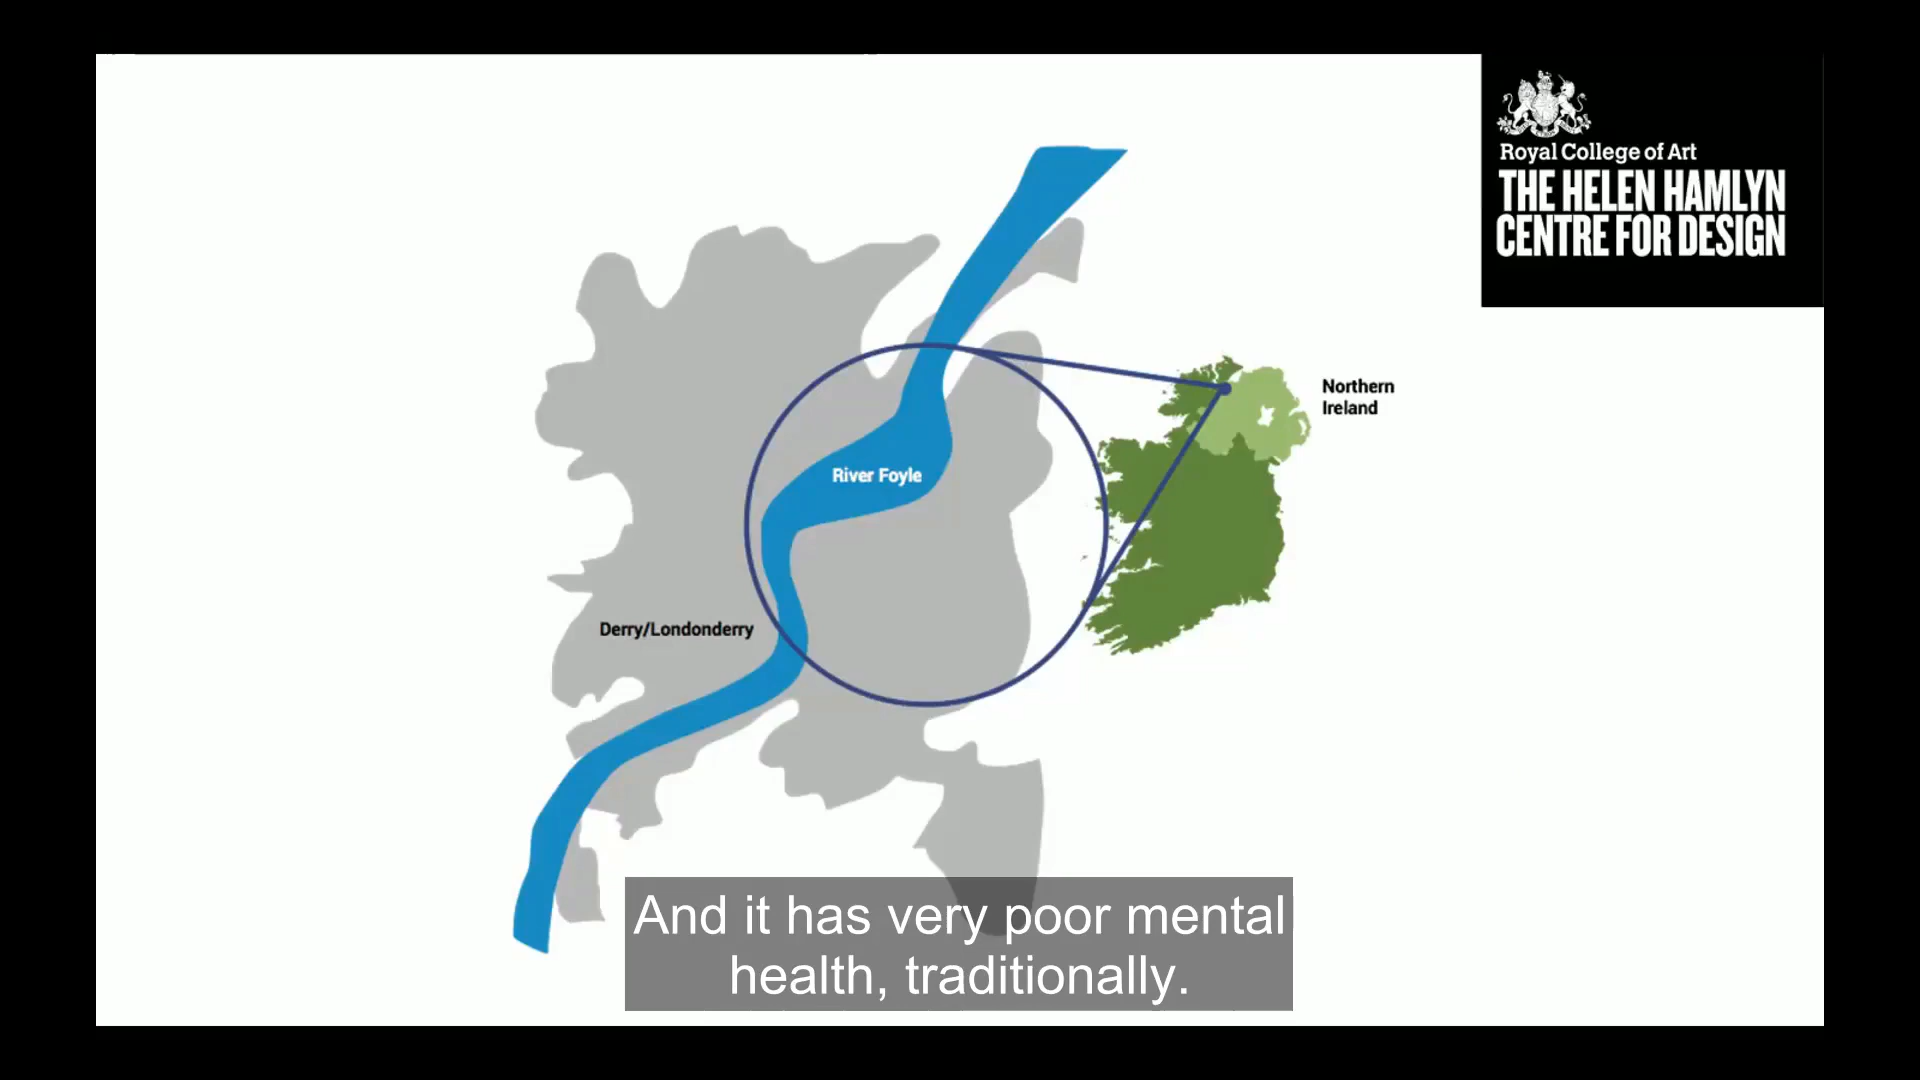 Royal College of Art
THE HELEN HAMLYN
CENTRE FOR DESIGN
Northern
Ireland
River Foyle
Derry/Londonderry
And it has very poor mental
health, traditionally.